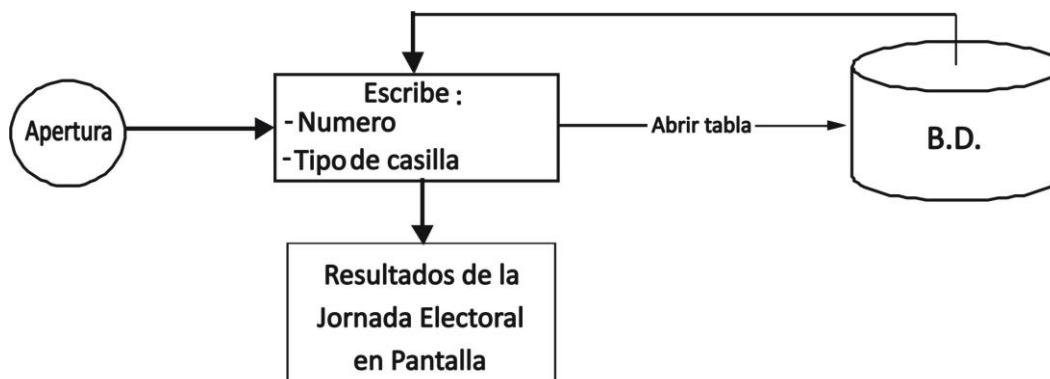 Apertura
Escribe :
- Numero
- Tipo de casilla
Abrir tabla
B.D.
Resultados de la
Jornada Electoral
en Pantalla